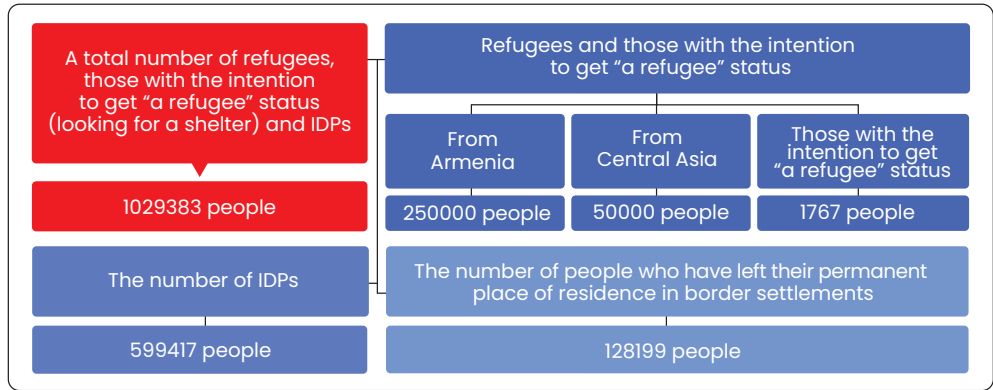 A total number of refugees,
those with the intention
to get “a refugee” status
(looking for a shelter) and IDPs
1029383 people
Refugees and those with the intention
to get “a refugee” status
From
Armenia
250000 people
From
Central Asia
50000 people
Those with the
intention to get
“a refugee” status
1767 people
The number of IDPs
599417 people
The number of people who have left their permanent
place of residence in border settlements
128199 people